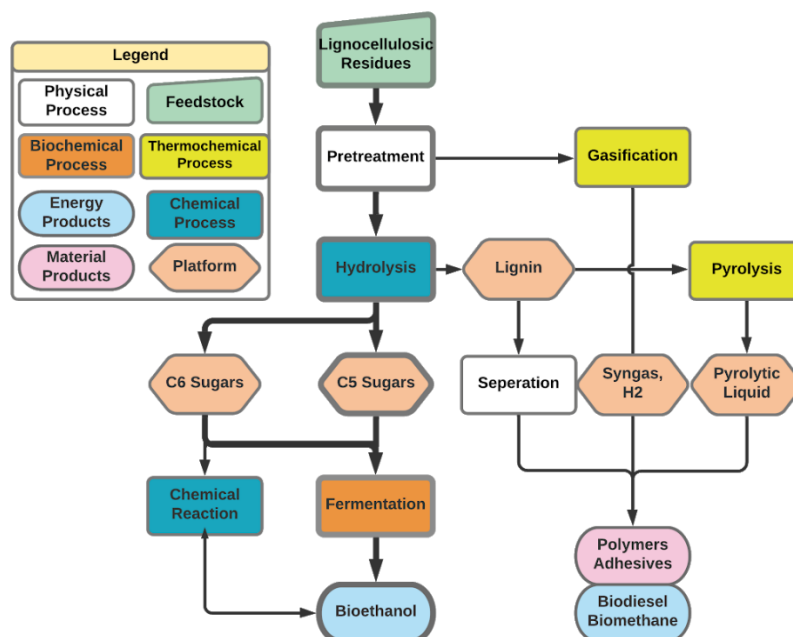 Legend
Physical
Process
Feedstock
Biochemical
Process
Thermochemical
Process
Energy
Products
Chemical
Process
Material
Products
Platform
Lignocellulosic
Residues
Pretreatment
Gasification
Hydrolysis
Lignin
Pyrolysis
C6 Sugars
C5 Sugars
Seperation
Syngas,
H2
Pyrolytic
Liquid
Chemical
Reaction
Fermentation
Polymers
Adhesives
Bioethanol
Biodiesel
Biomethane